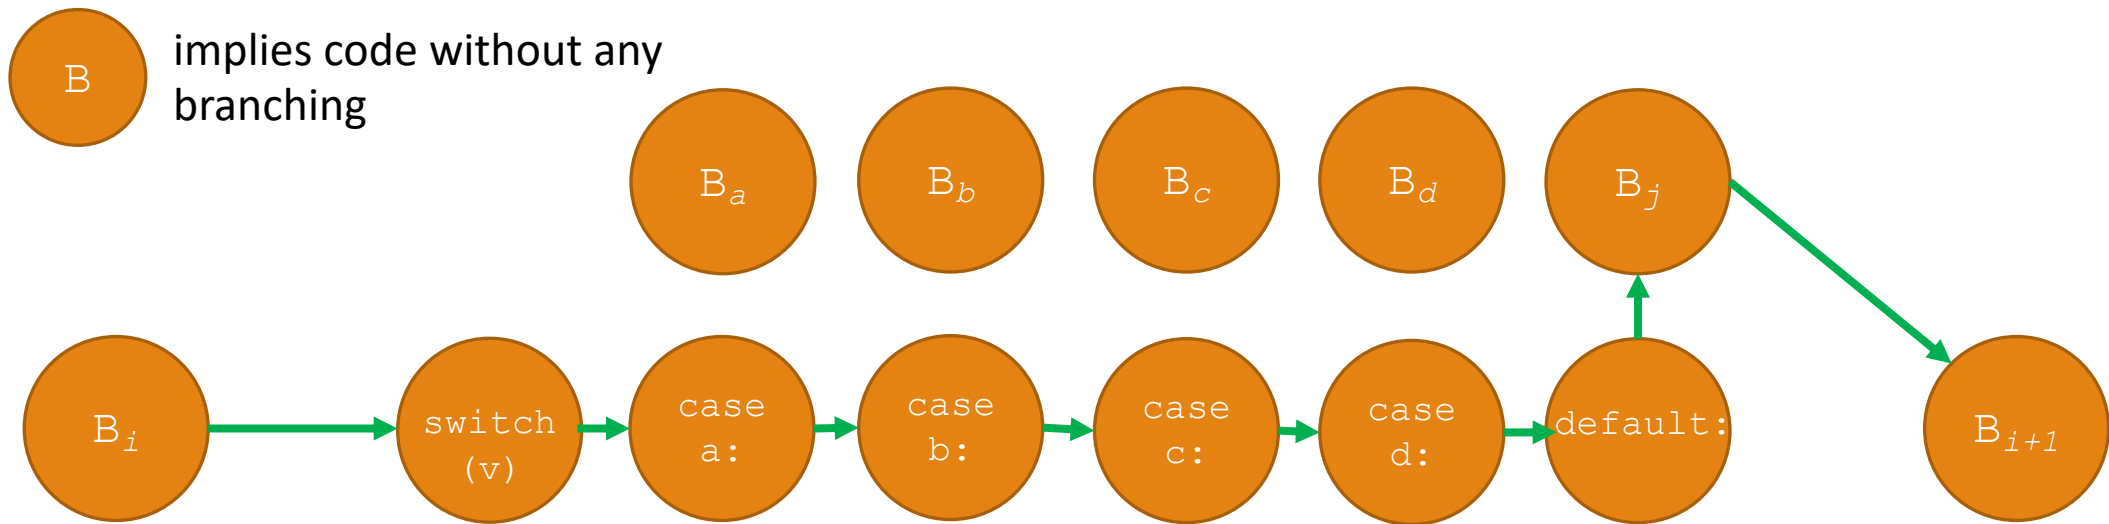 B
implies code without any
branching
Ba
Bb
Bc
Bd
Bj
Bi
switch
(v)
case
a:
case
b:
case
c:
case
d:
default:
Bi+1